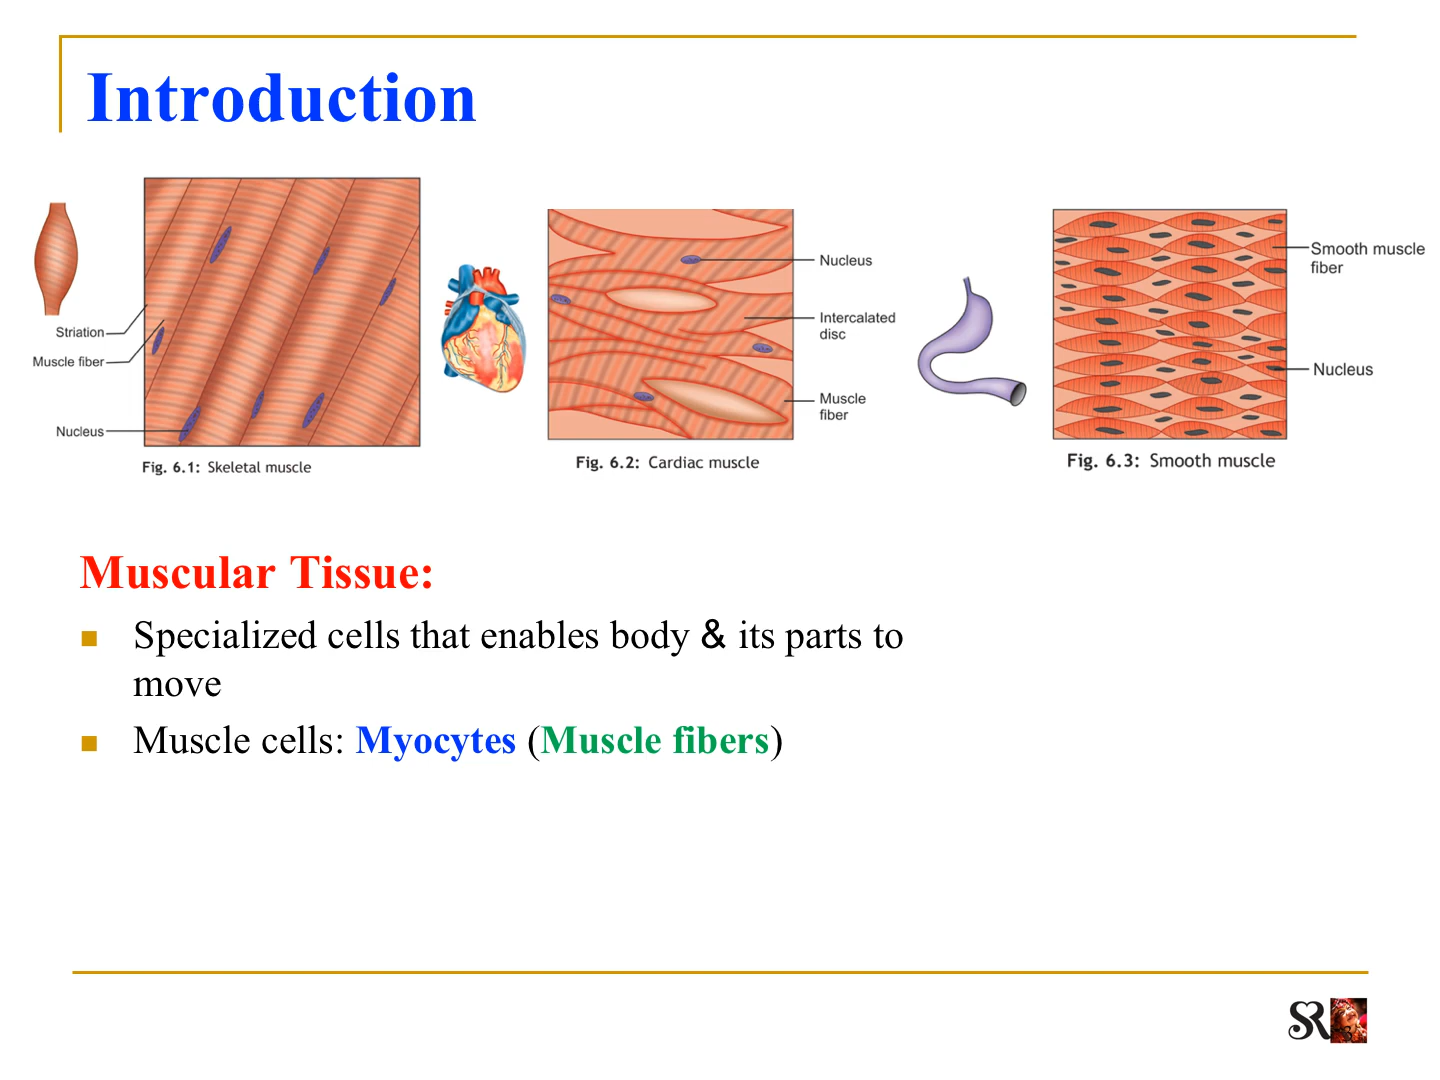 Introduction
Striation
Muscle fiber
Nucleus
Fig. 6.1: Skeletal muscle
Nucleus
Intercalated
disc
Muscle
fiber
Fig. 6.2: Cardiac muscle
Smooth muscle
fiber
Nucleus
Fig. 6.3: Smooth muscle
Muscular Tissue:
Specialized cells that enables body & its parts to
move
Muscle cells: Myocytes (Muscle fibers)
SR
3